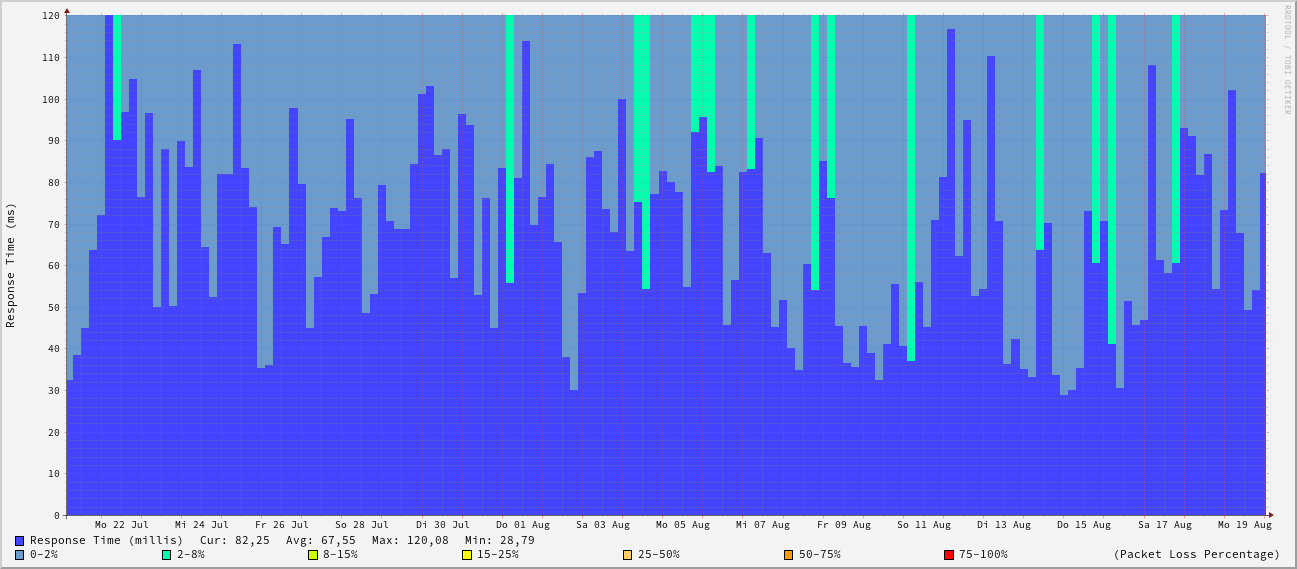 RRDTOOL / TOBI OETIKER
Response Time (ms)
120
110
100
90
80
70
60
50
40
30
20
10
0
Mo 22 Jul Mi 24 Jul Fr 26 Jul So 28 Jul Di 30 Jul Do 01 Aug Sa 03 Aug Mo 05 Aug Mi 07 Aug Fr 09 Aug So 11 Aug Di 13 Aug Do 15 Aug Sa 17 Aug Mo 19 Aug
Response Time (millis) Cur: 82,25 Avg: 67,55 Max: 120,08 Min: 28,79
0-2% 2-8% 8-15% 15-25% 25-50% 50-75% 75-100% (Packet Loss Percentage)